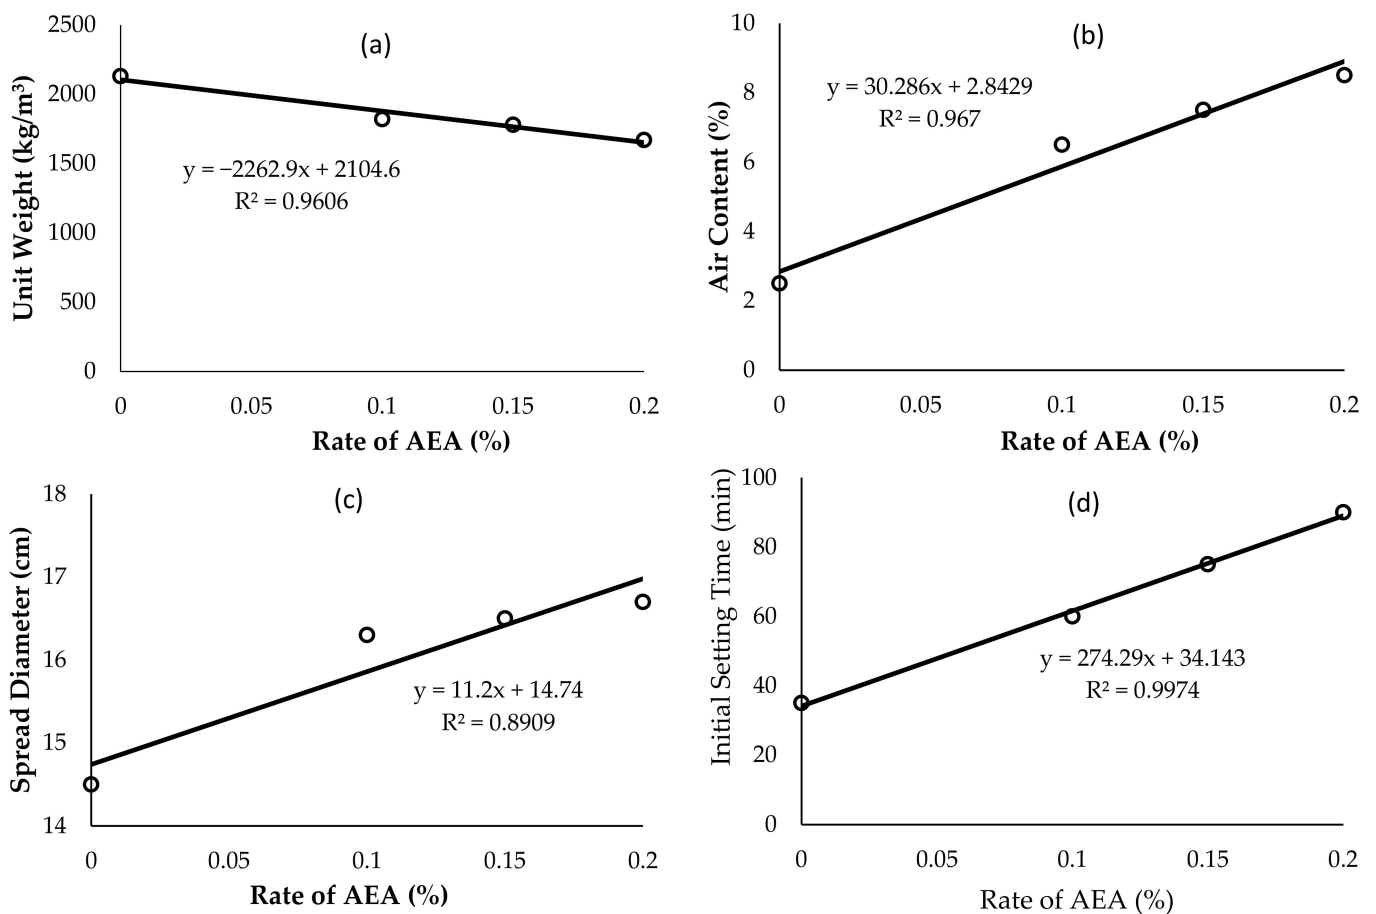 (a)
2500
2000
1500
1000
500
0
Unit Weight (kg/m³)
y = −2262.9x + 2104.6
R² = 0.9606
0 0.05 0.1 0.15 0.2
Rate of AEA (%)
(b)
10
8
6
4
2
0
Air Content (%)
y = 30.286x + 2.8429
R² = 0.967
0 0.05 0.1 0.15 0.2
Rate of AEA (%)
(c)
18
17
16
15
14
Spread Diameter (cm)
y = 11.2x + 14.74
R² = 0.8909
0 0.05 0.1 0.15 0.2
Rate of AEA (%)
(d)
100
80
60
40
20
0
Initial Setting Time (min)
y = 274.29x + 34.143
R² = 0.9974
0 0.05 0.1 0.15 0.2
Rate of AEA (%)